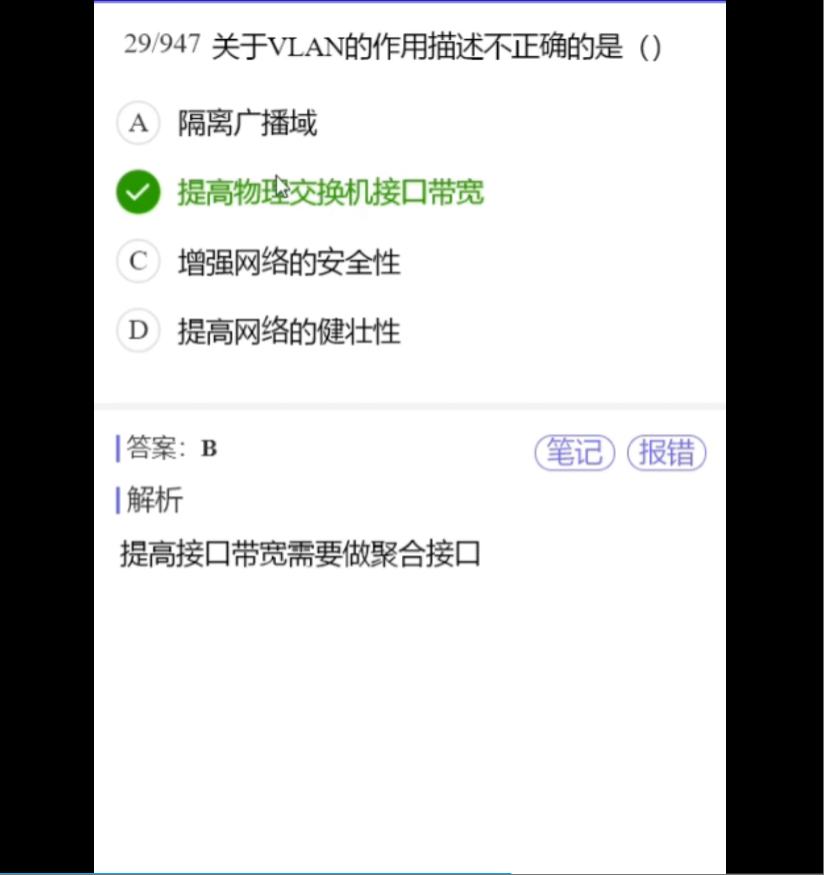 29/947 关于VLAN的作用描述不正确的是（）
A 隔离广播域
提高物理交换机接口带宽
C 增强网络的安全性
D 提高网络的健壮性
答案：B 笔记 报错
解析
提高接口带宽需要做聚合接口